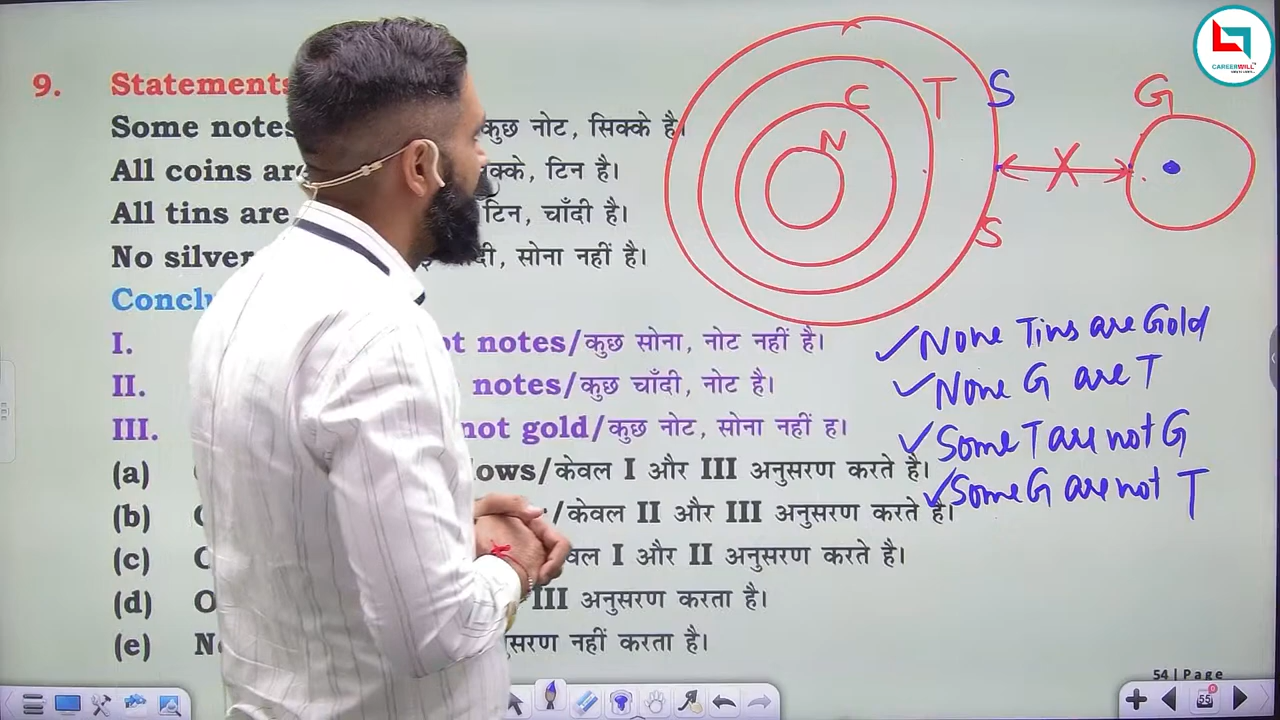 9. Statements
Some notes कुछ नोट, सिक्के है।
All coins are क्के, टिन है।
All tins are टिन, चाँदी है।
No silver दी, सोना नहीं है।
Conclu
I. ot notes/कुछ सोना, नोट नहीं है।
II. notes/कुछ चाँदी, नोट है।
III. not gold/कुछ नोट, सोना नहीं ह।
(a) lows/केवल I और III अनुसरण करते है।
(b) /केवल II और III अनुसरण करते है।
(c) O वल I और II अनुसरण करते है।
(d) O III अनुसरण करता है।
(e) N सरण नहीं करता है।
N
C
T
S
S
G
None Tins are Gold
None G are T
Some T are not G
Some G are not T
CAREERWILL
54 | Page
55